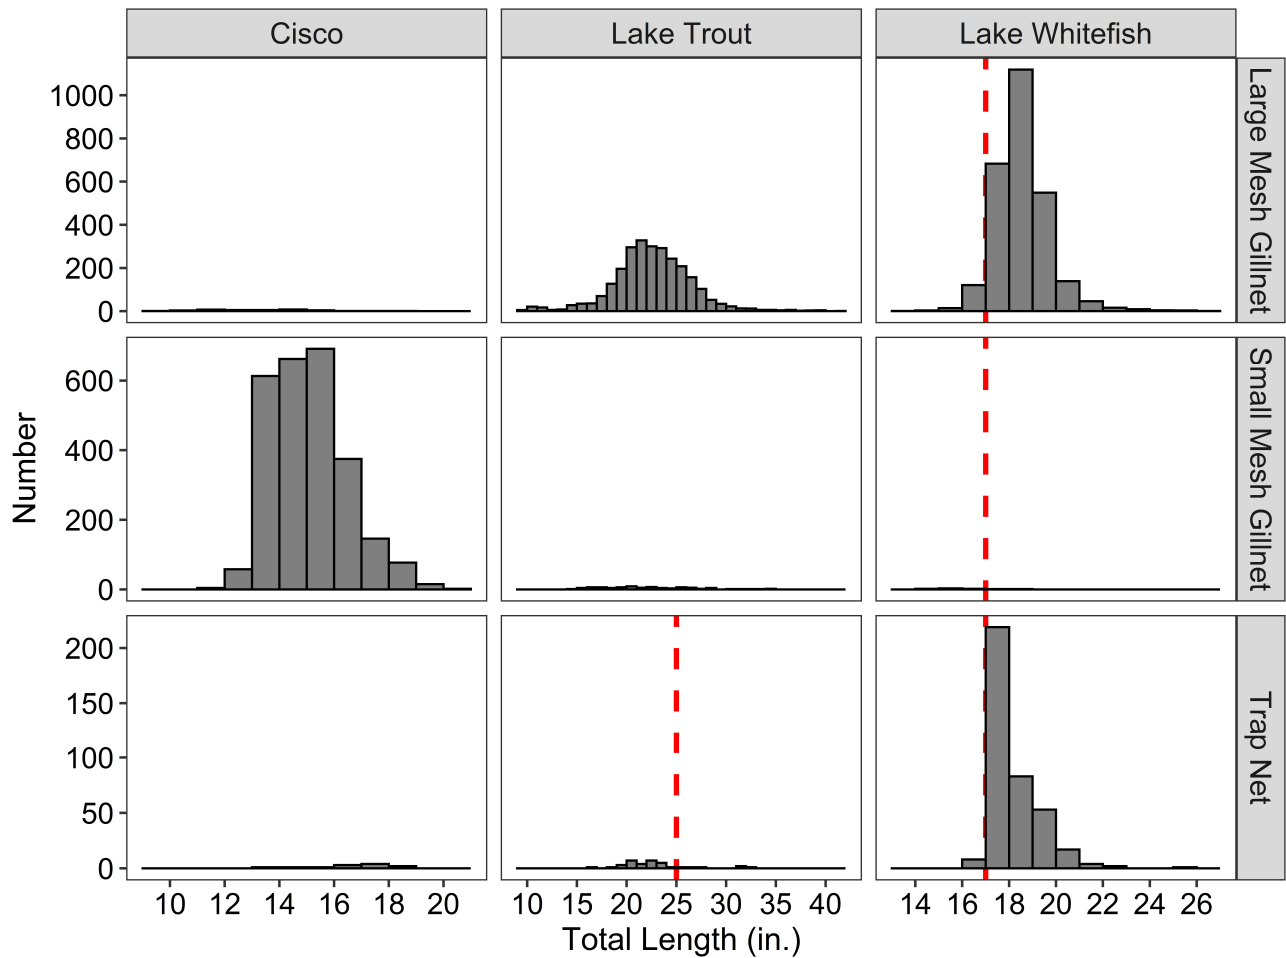 Cisco
Lake Trout
Lake Whitefish
1000
800
600
400
200
0
Large Mesh Gillnet
600
400
200
0
Small Mesh Gillnet
200
150
100
50
0
Trap Net
Number
10 12 14 16 18 20
10 15 20 25 30 35 40
14 16 18 20 22 24 26
Total Length (in.)